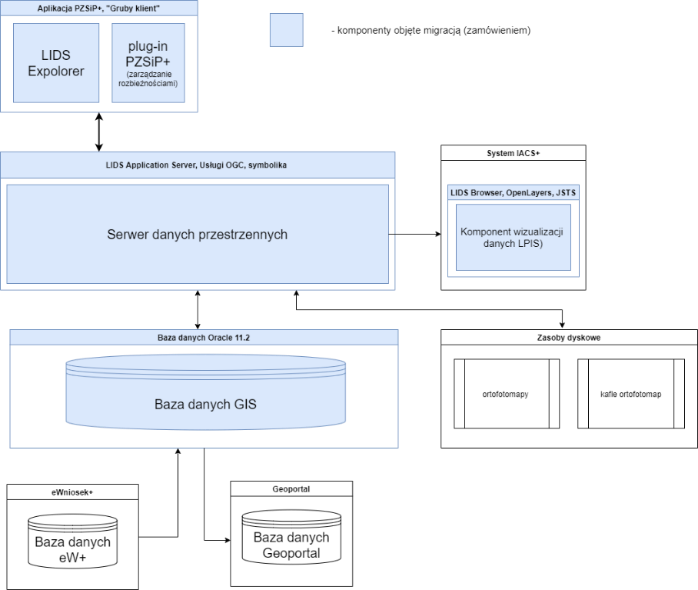 Aplikacja PZSiP+, "Gruby klient"
LIDS
Expolorer
plug-in
PZSiP+
(zarządzanie
rozbieżnościami)
- komponenty objęte migracją (zamówieniem)
LIDS Application Server, Usługi OGC, symbolika
Serwer danych przestrzennych
System IACS+
LIDS Browser, OpenLayers, JSTS
Komponent wizualizacji
danych LPIS)
Baza danych Oracle 11.2
Baza danych GIS
Zasoby dyskowe
ortofotomapy
kafle ortofotomap
eWniosek+
Baza danych
eW+
Geoportal
Baza danych
Geoportal